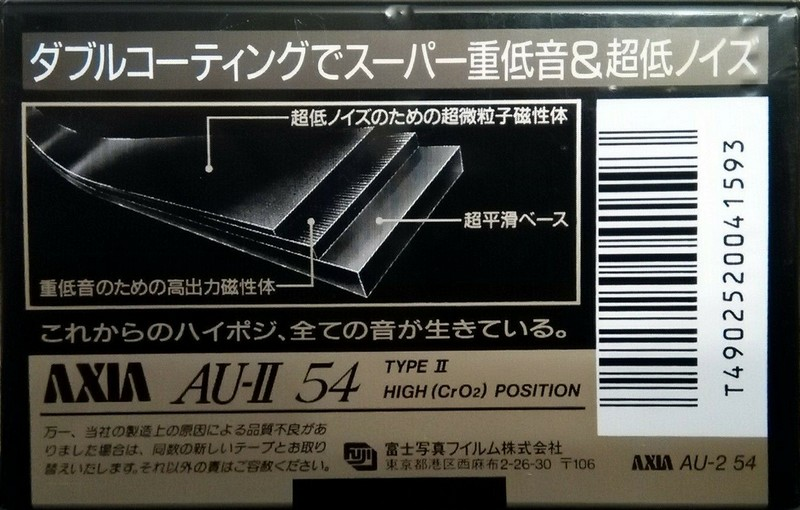 ダブルコーティングでスーパー重低音&超低ノイズ
超低ノイズのための超微粒子磁性体
超平滑ベース
重低音のための高出力磁性体
これからのハイポジ、全ての音が生きている。
AXIA AU-II 54 TYPE II
HIGH (CrO2) POSITION
万一、当社の製造上の原因による品質不良があ
りました場合は、同数の新しいテープとお取り
替えいたします。それ以外の責はご容赦ください。
FUJI 富士写真フイルム株式会社
東京都港区西麻布2-26-30 〒106
AXIA AU-2 54
T4902520041593